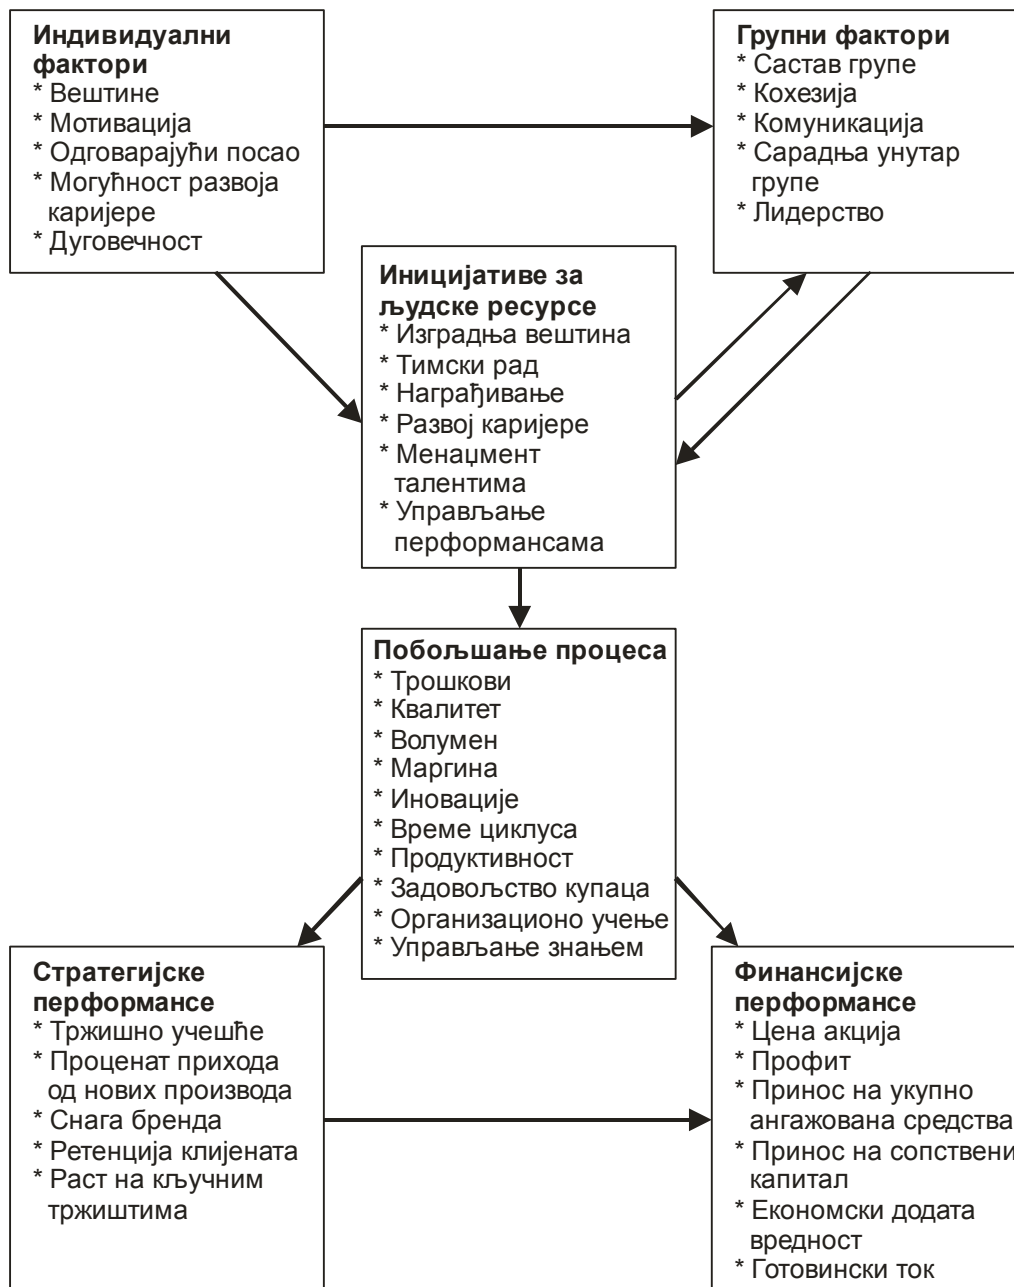 Индивидуални
фактори
* Вештине
* Мотивација
* Одговарајући посао
* Могућност развоја
каријере
* Дуговечност
Групни фактори
* Састав групе
* Кохезија
* Комуникација
* Сарадња унутар
групе
* Лидерство
Иницијативе за
људске ресурсе
* Изградња вештина
* Тимски рад
* Награђивање
* Развој каријере
* Менаџмент
талентима
* Управљање
перформансама
Побољшање процеса
* Трошкови
* Квалитет
* Волумен
* Маргина
* Иновације
* Време циклуса
* Продуктивност
* Задовољство купаца
* Организационо учење
* Управљање знањем
Стратегијске
перформансе
* Тржишно учешће
* Проценат прихода
од нових производа
* Снага бренда
* Ретенција клијената
* Раст на кључним
тржиштима
Финансијске
перформансе
* Цена акција
* Профит
* Принос на укупно
ангажована средства
* Принос на сопствени
капитал
* Економски додата
вредност
* Готовински ток